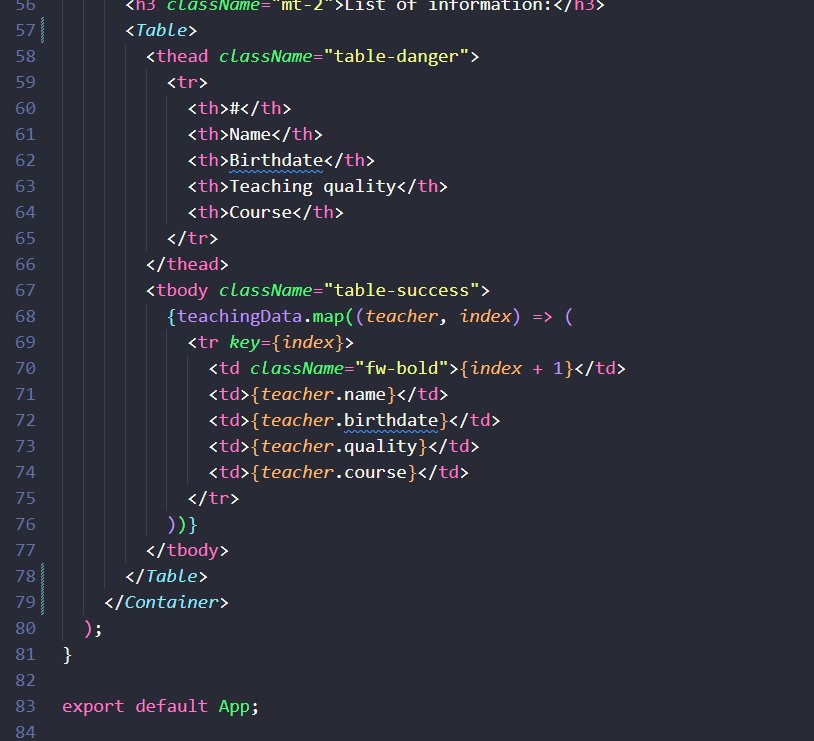 56 <h3 className="mt-2">List of information:</h3>
57 <Table>
58 <thead className="table-danger">
59 <tr>
60 <th>#</th>
61 <th>Name</th>
62 <th>Birthdate</th>
63 <th>Teaching quality</th>
64 <th>Course</th>
65 </tr>
66 </thead>
67 <tbody className="table-success">
68 {teachingData.map((teacher, index) => (
69 <tr key={index}>
70 <td className="fw-bold">{index + 1}</td>
71 <td>{teacher.name}</td>
72 <td>{teacher.birthdate}</td>
73 <td>{teacher.quality}</td>
74 <td>{teacher.course}</td>
75 </tr>
76 ))}
77 </tbody>
78 </Table>
79 </Container>
80 );
81 }
82
83 export default App;
84